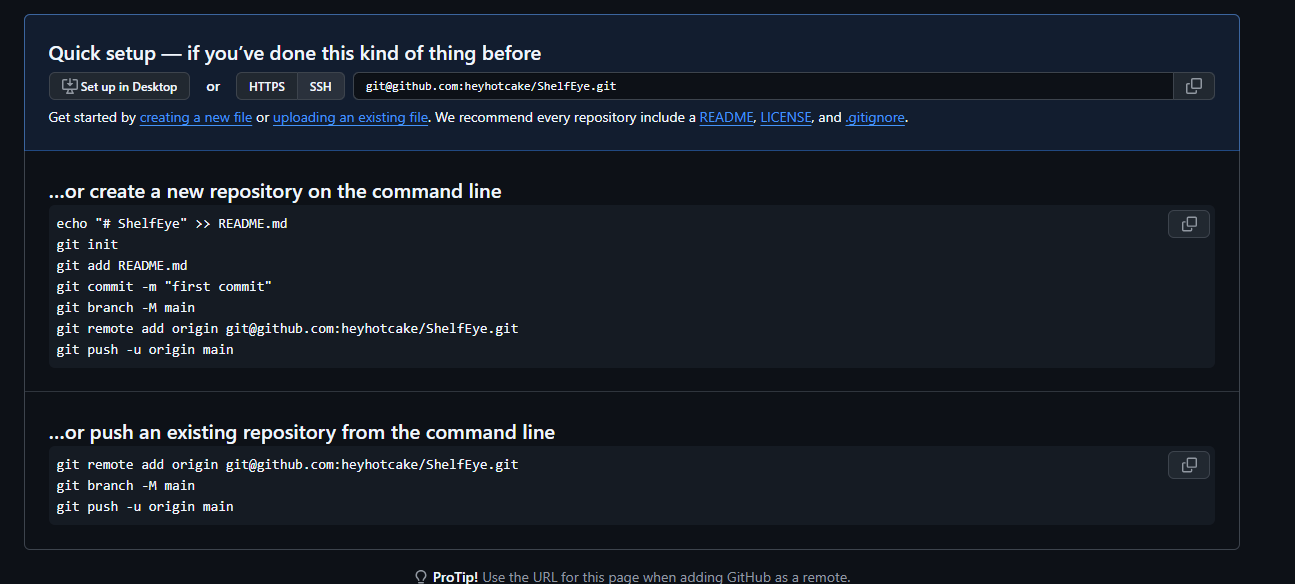 Quick setup — if you’ve done this kind of thing before
Set up in Desktop or HTTPS SSH git@github.com:heyhotcake/ShelfEye.git
Get started by creating a new file or uploading an existing file. We recommend every repository include a README, LICENSE, and .gitignore.
…or create a new repository on the command line
echo "# ShelfEye" >> README.md
git init
git add README.md
git commit -m "first commit"
git branch -M main
git remote add origin git@github.com:heyhotcake/ShelfEye.git
git push -u origin main
…or push an existing repository from the command line
git remote add origin git@github.com:heyhotcake/ShelfEye.git
git branch -M main
git push -u origin main
ProTip! Use the URL for this page when adding GitHub as a remote.